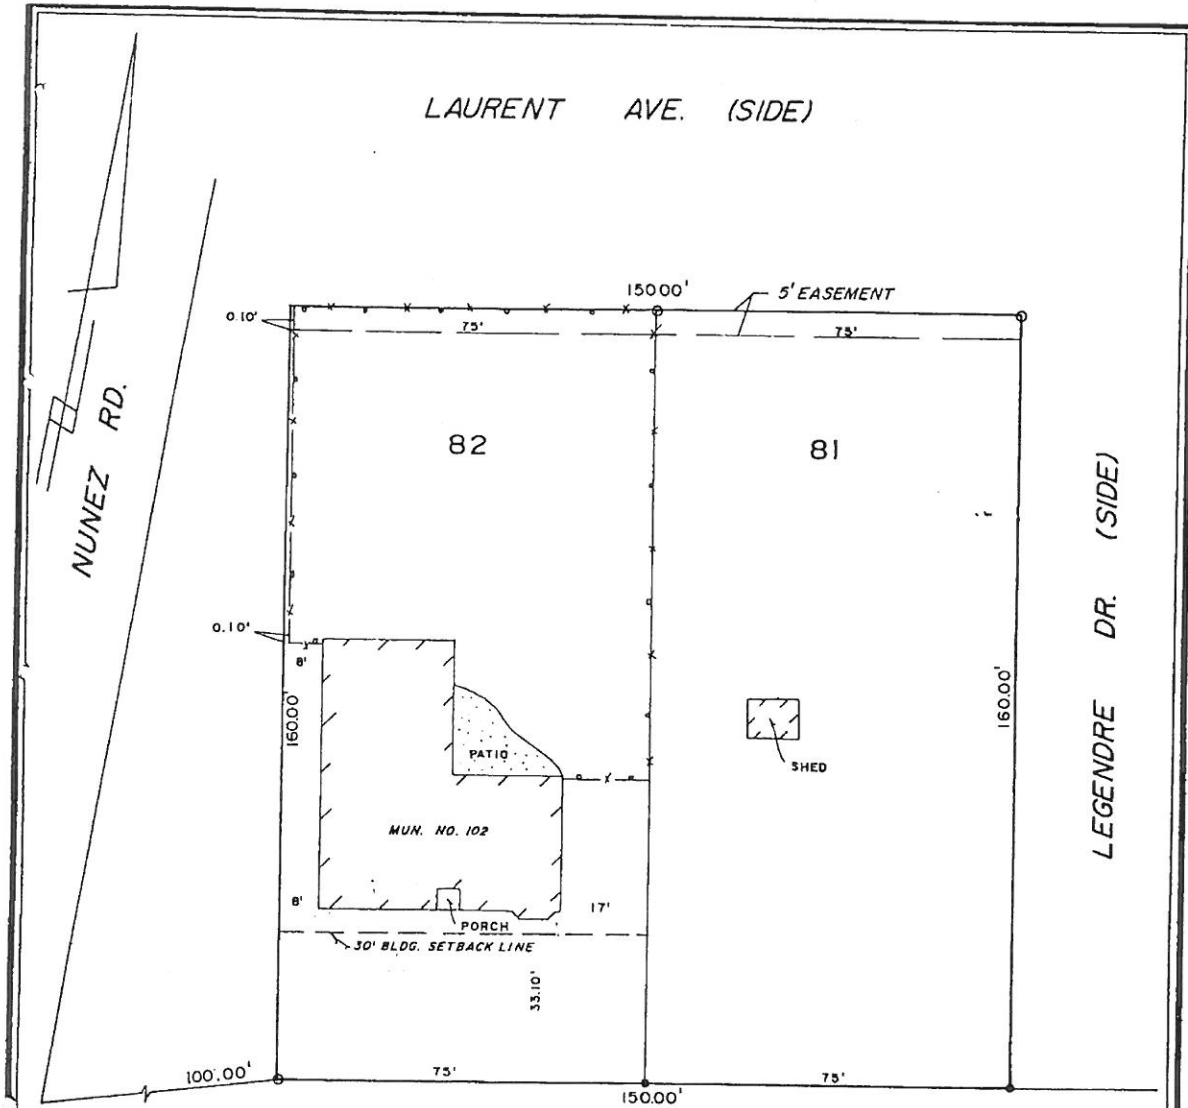 LAURENT AVE. (SIDE)
150.00'
5' EASEMENT
0.10'
75'
75'
NUNEZ RD.
82
81
LEGENDRE DR. (SIDE)
0.10'
8'
160.00'
160.00'
PATIO
SHED
MUN. NO. 102
8'
17'
PORCH
30' BLDG. SETBACK LINE
33.10'
100.00'
75'
75'
150.00'